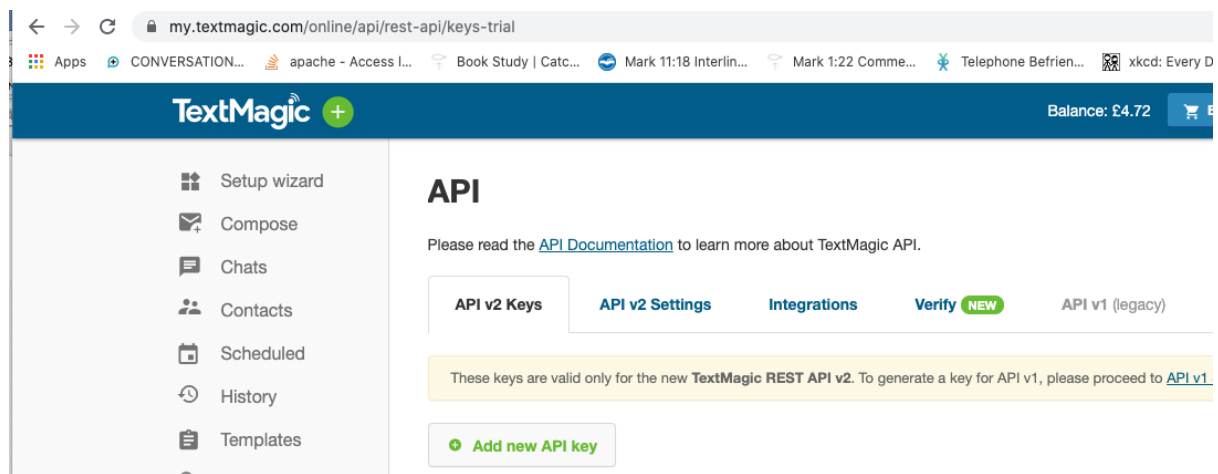 my.textmagic.com/online/api/rest-api/keys-trial
Apps CONVERSATION... apache - Access I... Book Study | Catc... Mark 11:18 Interlin... Mark 1:22 Comme... Telephone Befrien... xkcd: Every D
TextMagic Balance: £4.72
Setup wizard
Compose
Chats
Contacts
Scheduled
History
Templates
API
Please read the API Documentation to learn more about TextMagic API.
API v2 Keys API v2 Settings Integrations Verify NEW API v1 (legacy)
These keys are valid only for the new TextMagic REST API v2. To generate a key for API v1, please proceed to API v1
Add new API key